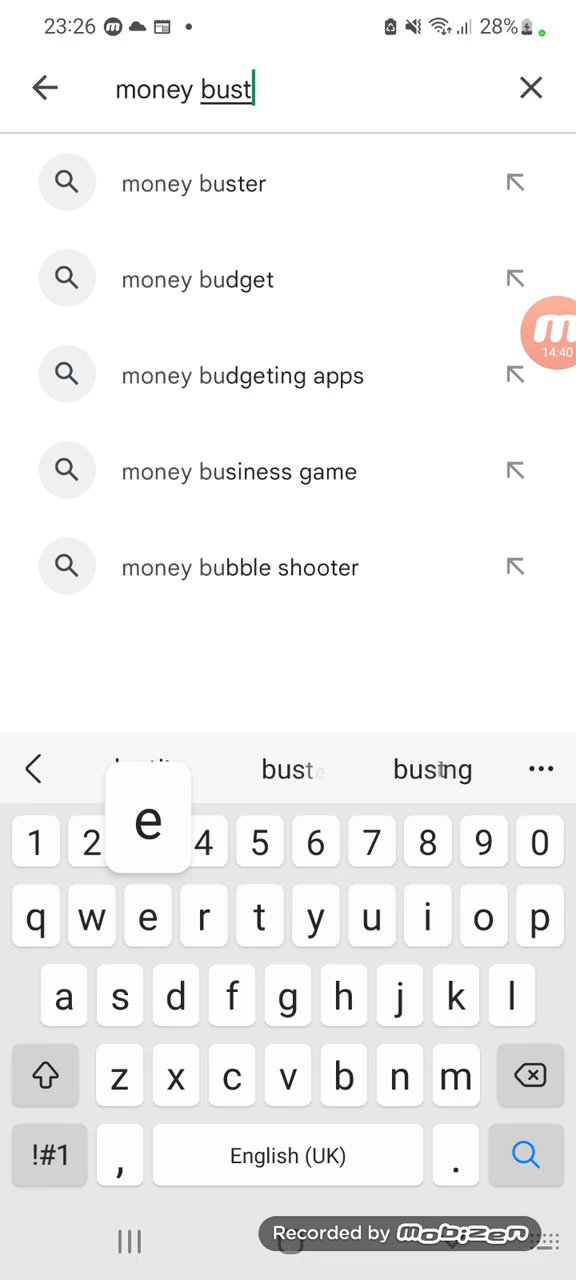 23:26 28%
money bust
money buster
money budget
money budgeting apps
money business game
money bubble shooter
14:40
bust
e
1 2 4 5 6 7 8 9 0
q w e r t y u i o p
a s d f g h j k l
z x c v b n m
!#1 , English (UK) .
Recorded by mobizen